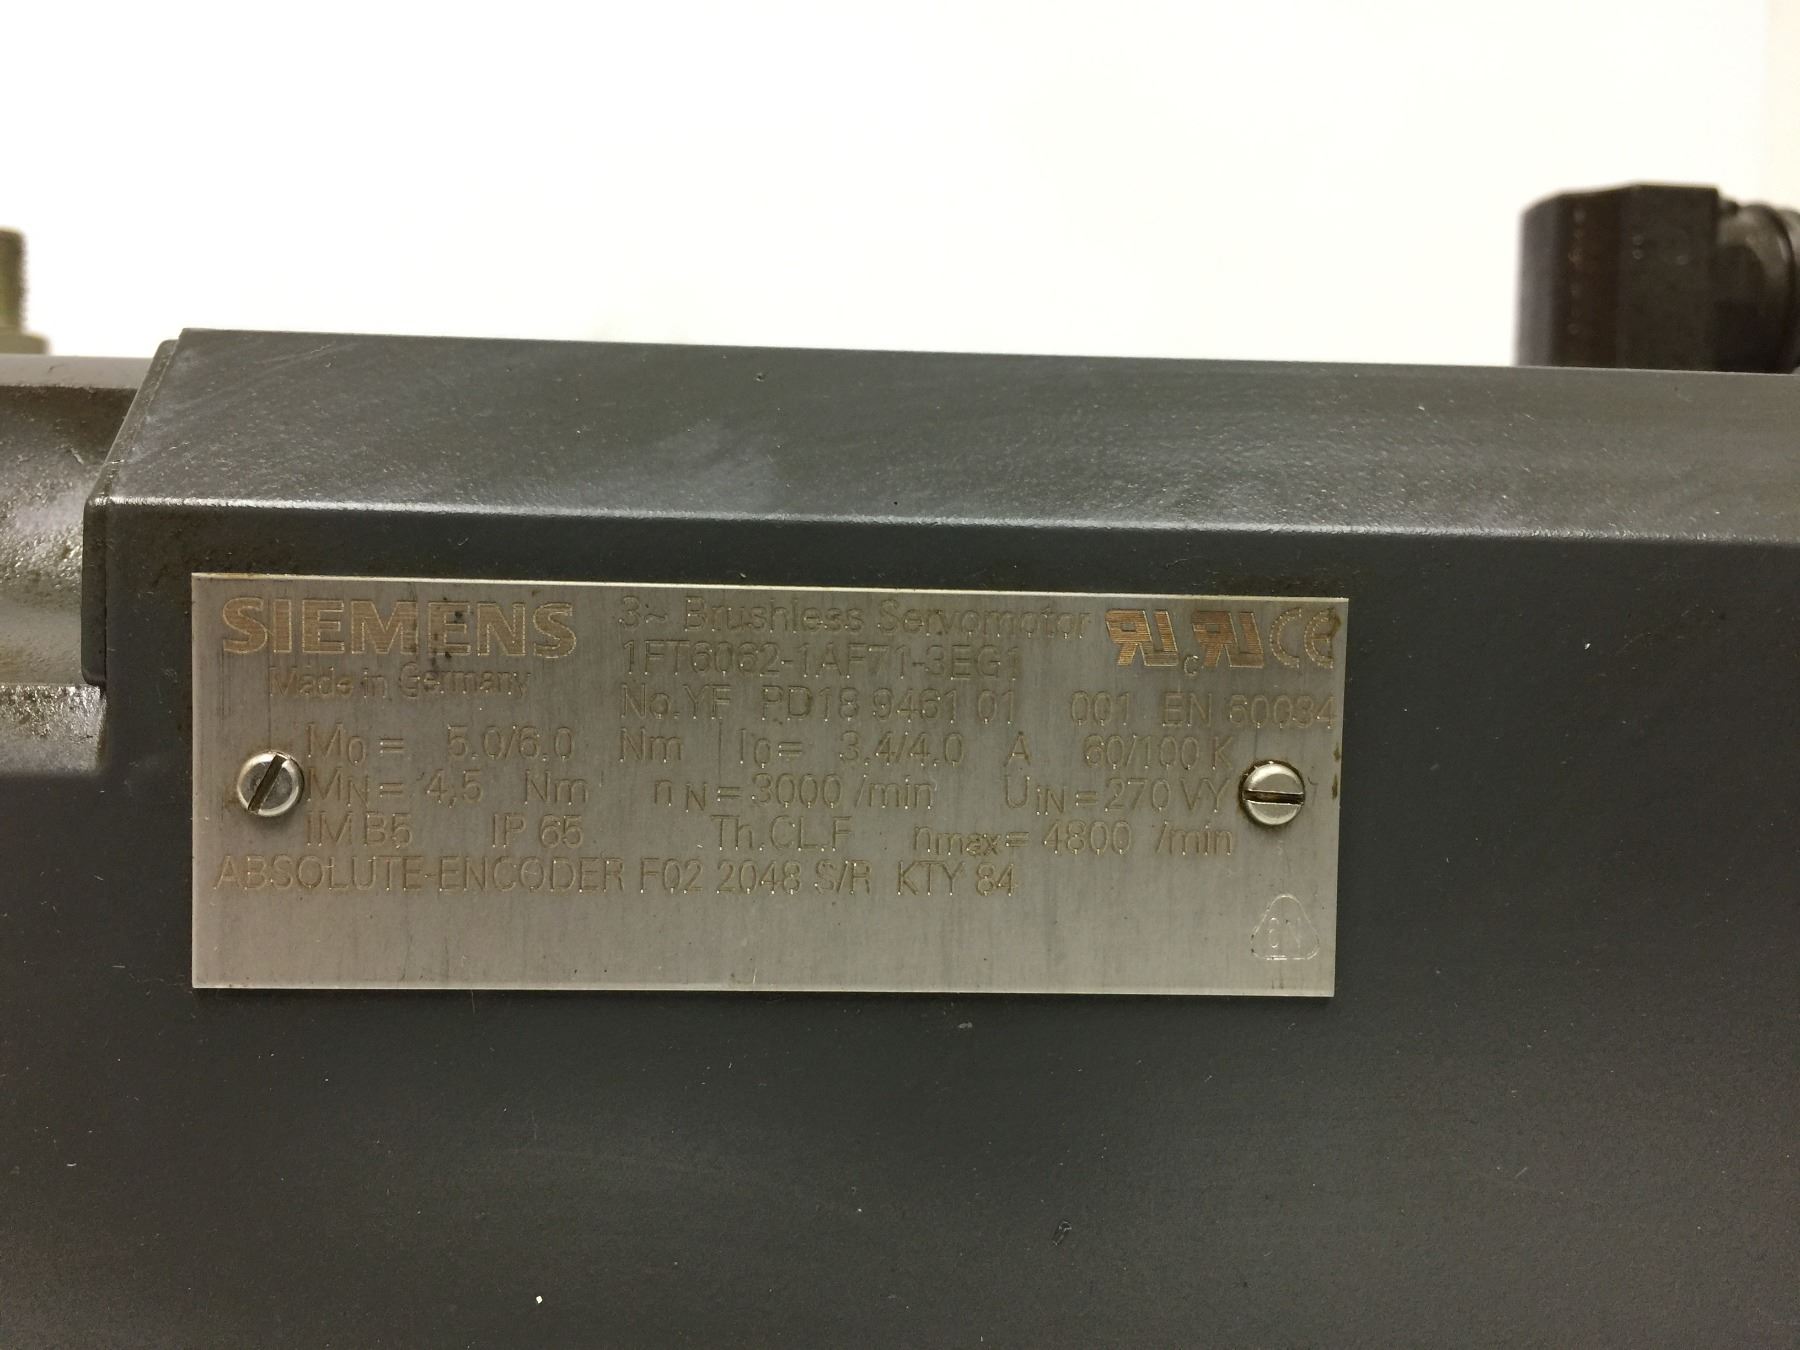 SIEMENS 3~ Brushless Servomotor
Made in Germany 1FT6062-1AF71-3EG1
No.YF PD18 9461 01 001 EN 60034
M0 = 5.0/6.0 Nm I0 = 3.4/4.0 A 60/100 K
MN = 4,5 Nm nN = 3000 /min UiN = 270 VY
IM B5 IP 65 Th.CL.F nmax = 4800 /min
ABSOLUTE-ENCODER F02 2048 S/R KTY 84